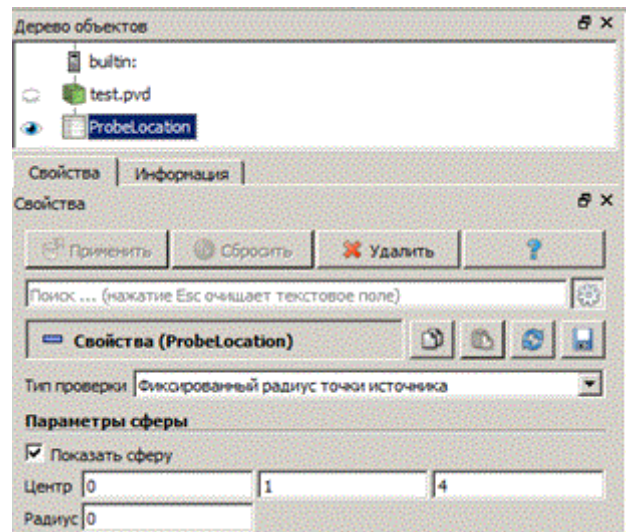 Дерево объектов
builtin:
test.pvd
ProbeLocation
Свойства Информация
Свойства
Применить Сбросить Удалить ?
Поиск ... (нажатие Esc очищает текстовое поле)
Свойства (ProbeLocation)
Тип проверки Фиксированный радиус точки источника
Параметры сферы
Показать сферу
Центр 0 1 4
Радиус 0